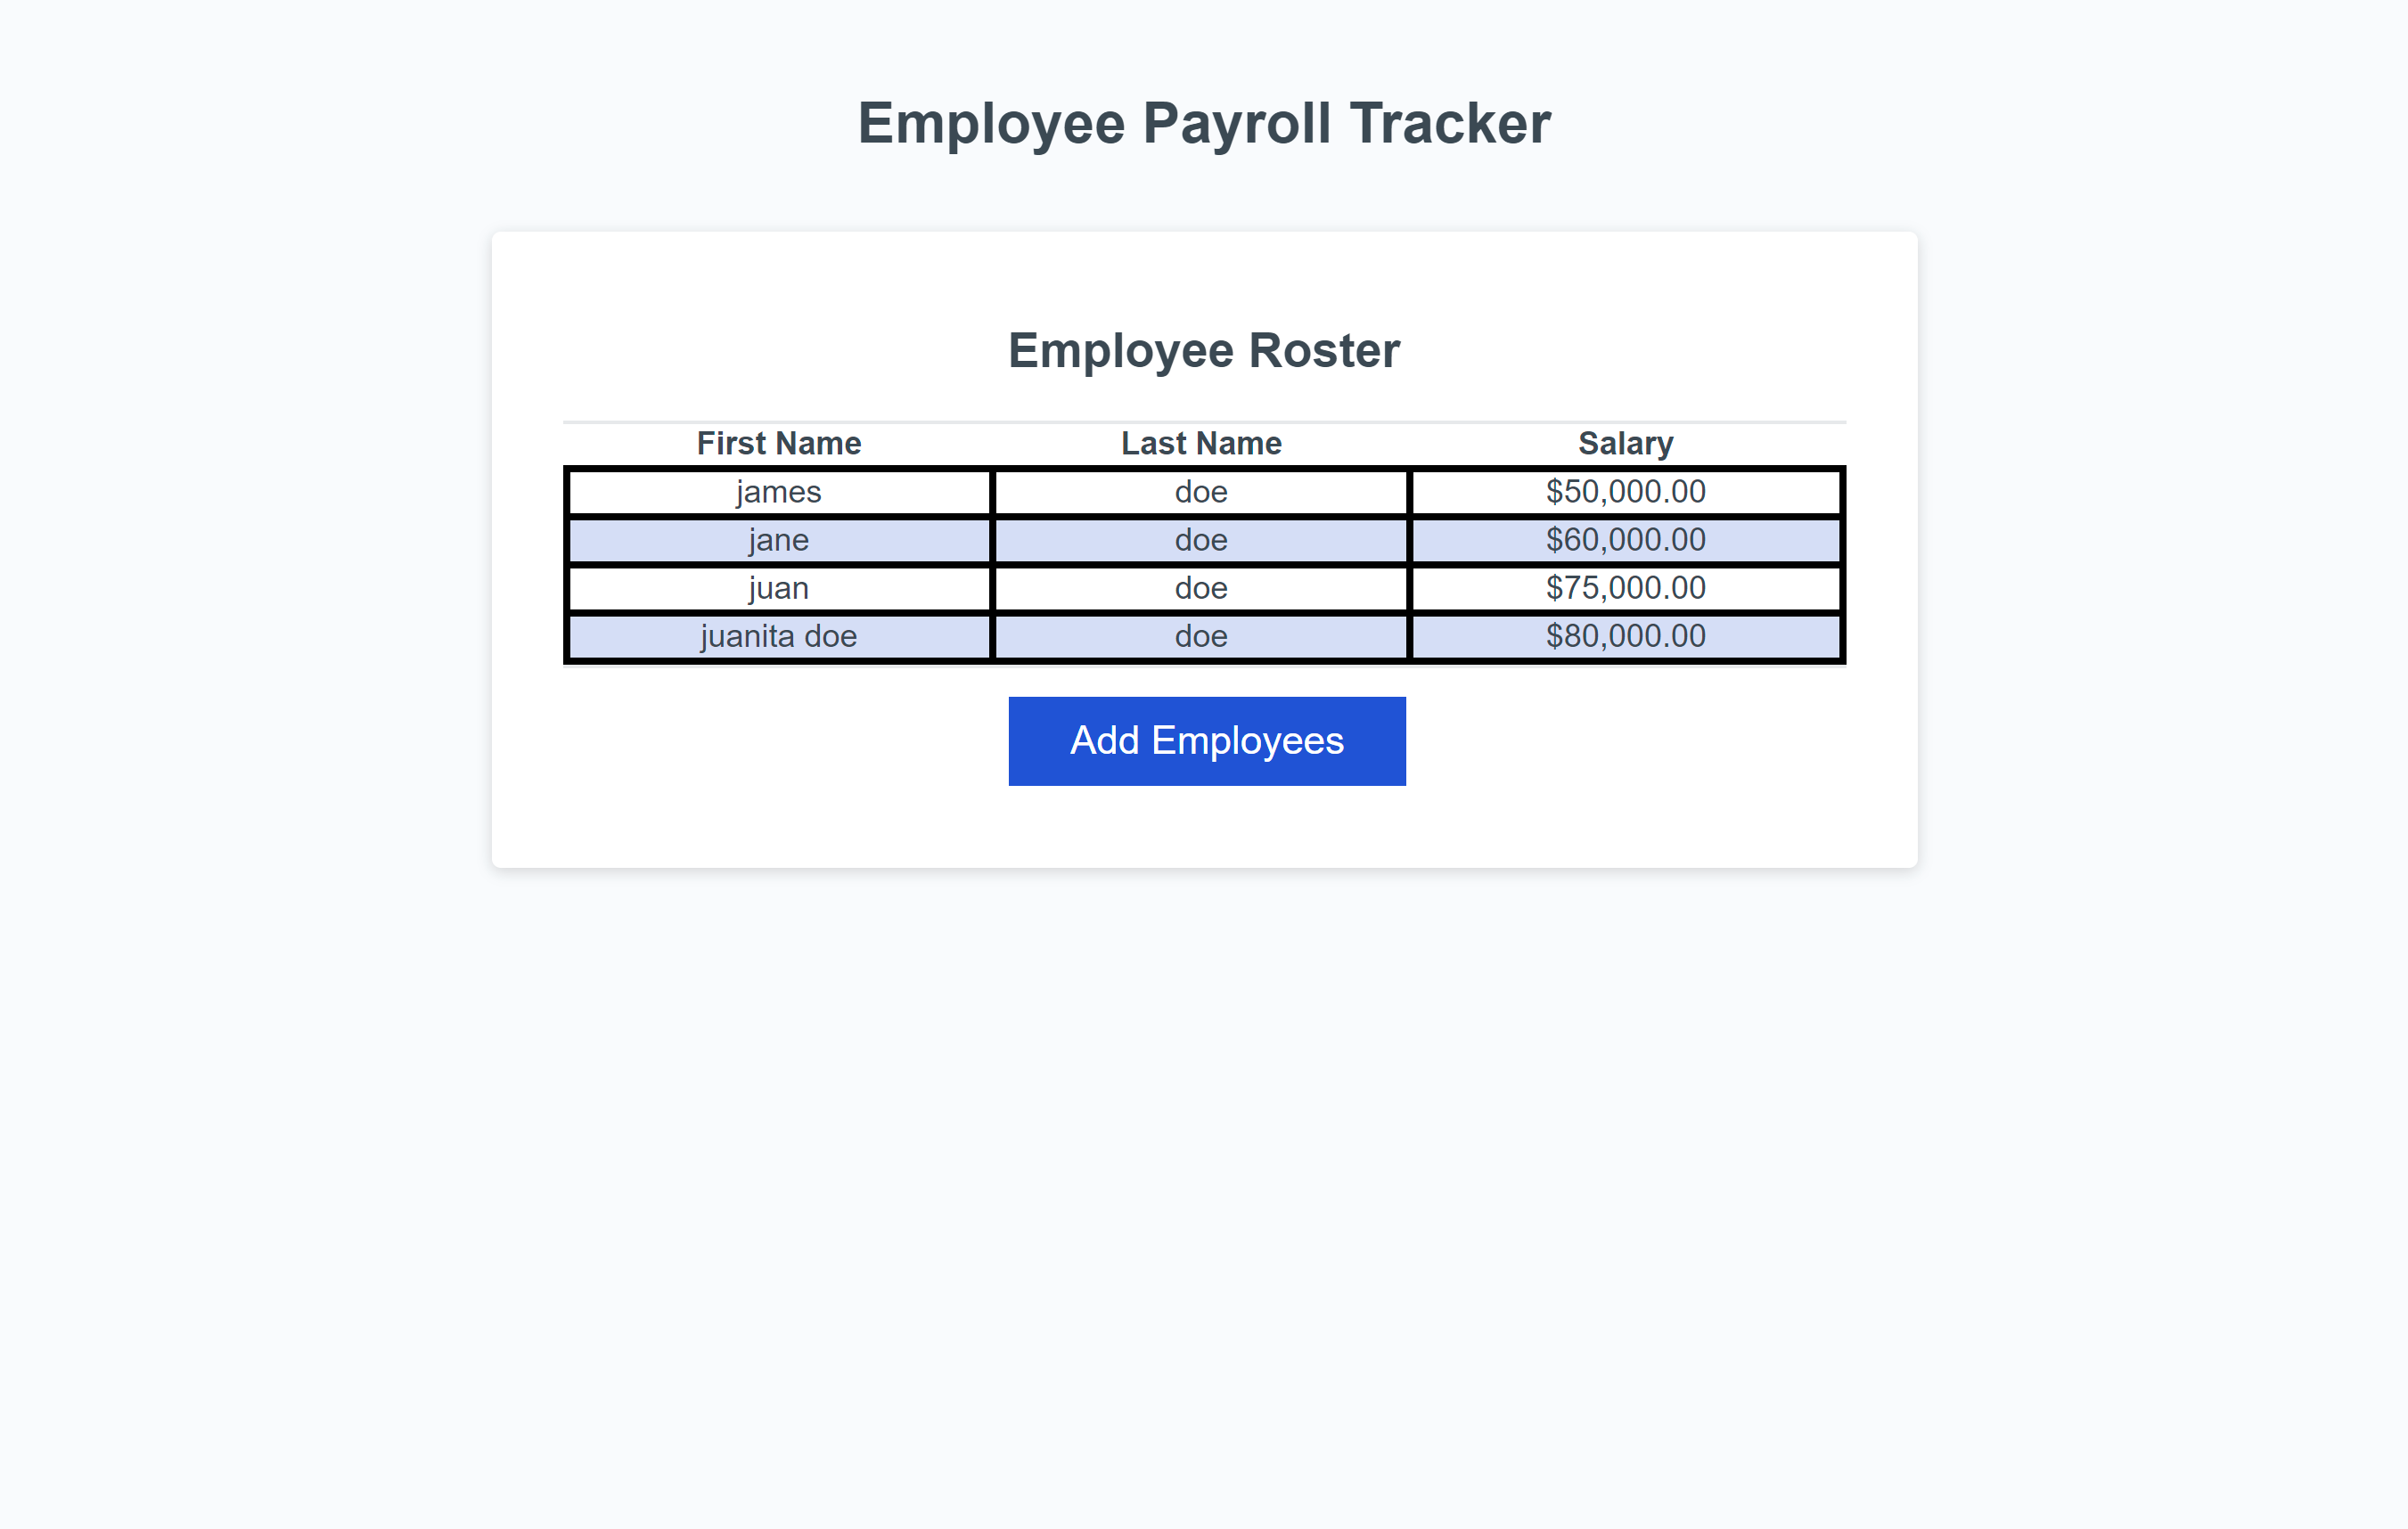 Employee Payroll Tracker
Employee Roster
First Name Last Name Salary
james doe $50,000.00
jane doe $60,000.00
juan doe $75,000.00
juanita doe doe $80,000.00
Add Employees